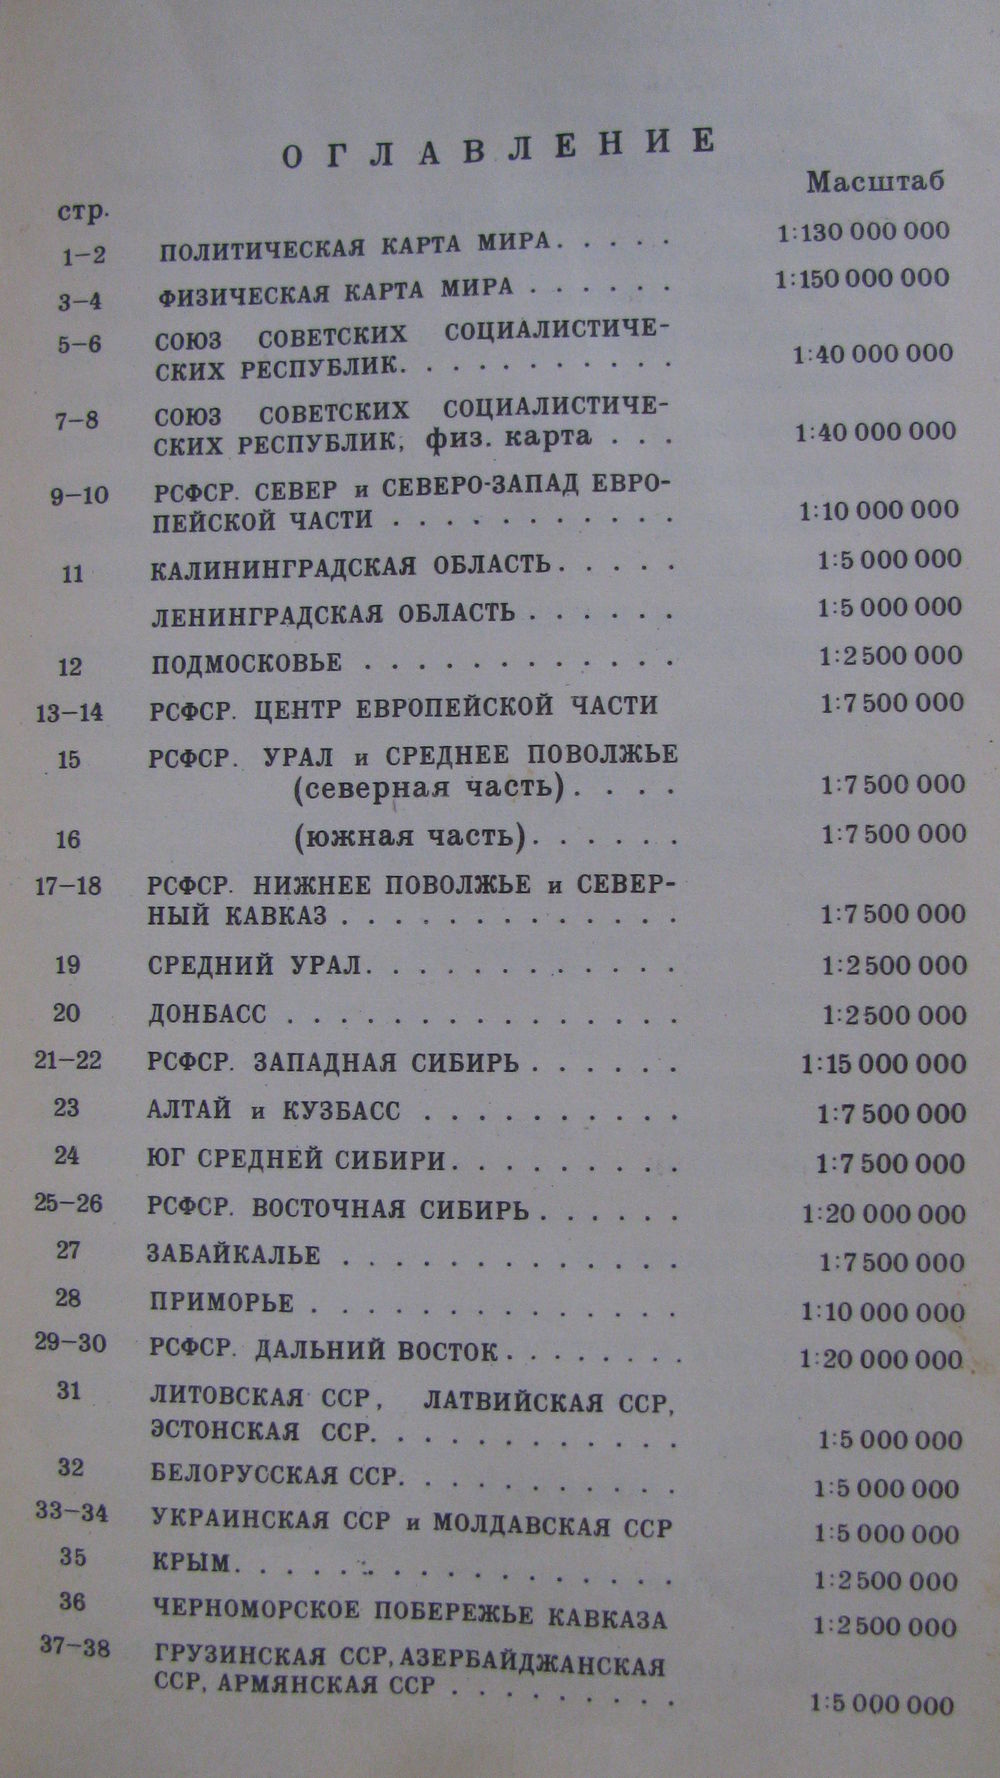 ОГЛАВЛЕНИЕ
стр. Масштаб
1–2 ПОЛИТИЧЕСКАЯ КАРТА МИРА. . . . . 1:130 000 000
3–4 ФИЗИЧЕСКАЯ КАРТА МИРА . . . . . . 1:150 000 000
5–6 СОЮЗ СОВЕТСКИХ СОЦИАЛИСТИЧЕ-
СКИХ РЕСПУБЛИК. . . . . . . . . . . 1:40 000 000
7–8 СОЮЗ СОВЕТСКИХ СОЦИАЛИСТИЧЕ-
СКИХ РЕСПУБЛИК, физ. карта . . . 1:40 000 000
9–10 РСФСР. СЕВЕР и СЕВЕРО-ЗАПАД ЕВРО-
ПЕЙСКОЙ ЧАСТИ . . . . . . . . . . . 1:10 000 000
11 КАЛИНИНГРАДСКАЯ ОБЛАСТЬ. . . . . 1:5 000 000
ЛЕНИНГРАДСКАЯ ОБЛАСТЬ . . . . . . 1:5 000 000
12 ПОДМОСКОВЬЕ . . . . . . . . . . . . 1:2 500 000
13–14 РСФСР. ЦЕНТР ЕВРОПЕЙСКОЙ ЧАСТИ 1:7 500 000
15 РСФСР. УРАЛ и СРЕДНЕЕ ПОВОЛЖЬЕ
(северная часть). . . . . 1:7 500 000
16 (южная часть). . . . . . 1:7 500 000
17–18 РСФСР. НИЖНЕЕ ПОВОЛЖЬЕ и СЕВЕР-
НЫЙ КАВКАЗ . . . . . . . . . . . . . 1:7 500 000
19 СРЕДНИЙ УРАЛ. . . . . . . . . . . . 1:2 500 000
20 ДОНБАСС . . . . . . . . . . . . . . . 1:2 500 000
21–22 РСФСР. ЗАПАДНАЯ СИБИРЬ . . . . . . 1:15 000 000
23 АЛТАЙ и КУЗБАСС . . . . . . . . . . 1:7 500 000
24 ЮГ СРЕДНЕЙ СИБИРИ. . . . . . . . . 1:7 500 000
25–26 РСФСР. ВОСТОЧНАЯ СИБИРЬ . . . . . . 1:20 000 000
27 ЗАБАЙКАЛЬЕ . . . . . . . . . . . . . 1:7 500 000
28 ПРИМОРЬЕ . . . . . . . . . . . . . . 1:10 000 000
29–30 РСФСР. ДАЛЬНИЙ ВОСТОК . . . . . . . 1:20 000 000
31 ЛИТОВСКАЯ ССР, ЛАТВИЙСКАЯ ССР,
ЭСТОНСКАЯ ССР. . . . . . . . . . . . 1:5 000 000
32 БЕЛОРУССКАЯ ССР. . . . . . . . . . . 1:5 000 000
33–34 УКРАИНСКАЯ ССР и МОЛДАВСКАЯ ССР 1:5 000 000
35 КРЫМ. . . . . . . . . . . . . . . . . 1:2 500 000
36 ЧЕРНОМОРСКОЕ ПОБЕРЕЖЬЕ КАВКАЗА 1:2 500 000
37–38 ГРУЗИНСКАЯ ССР, АЗЕРБАЙДЖАНСКАЯ
ССР, АРМЯНСКАЯ ССР . . . . . . . . . 1:5 000 000